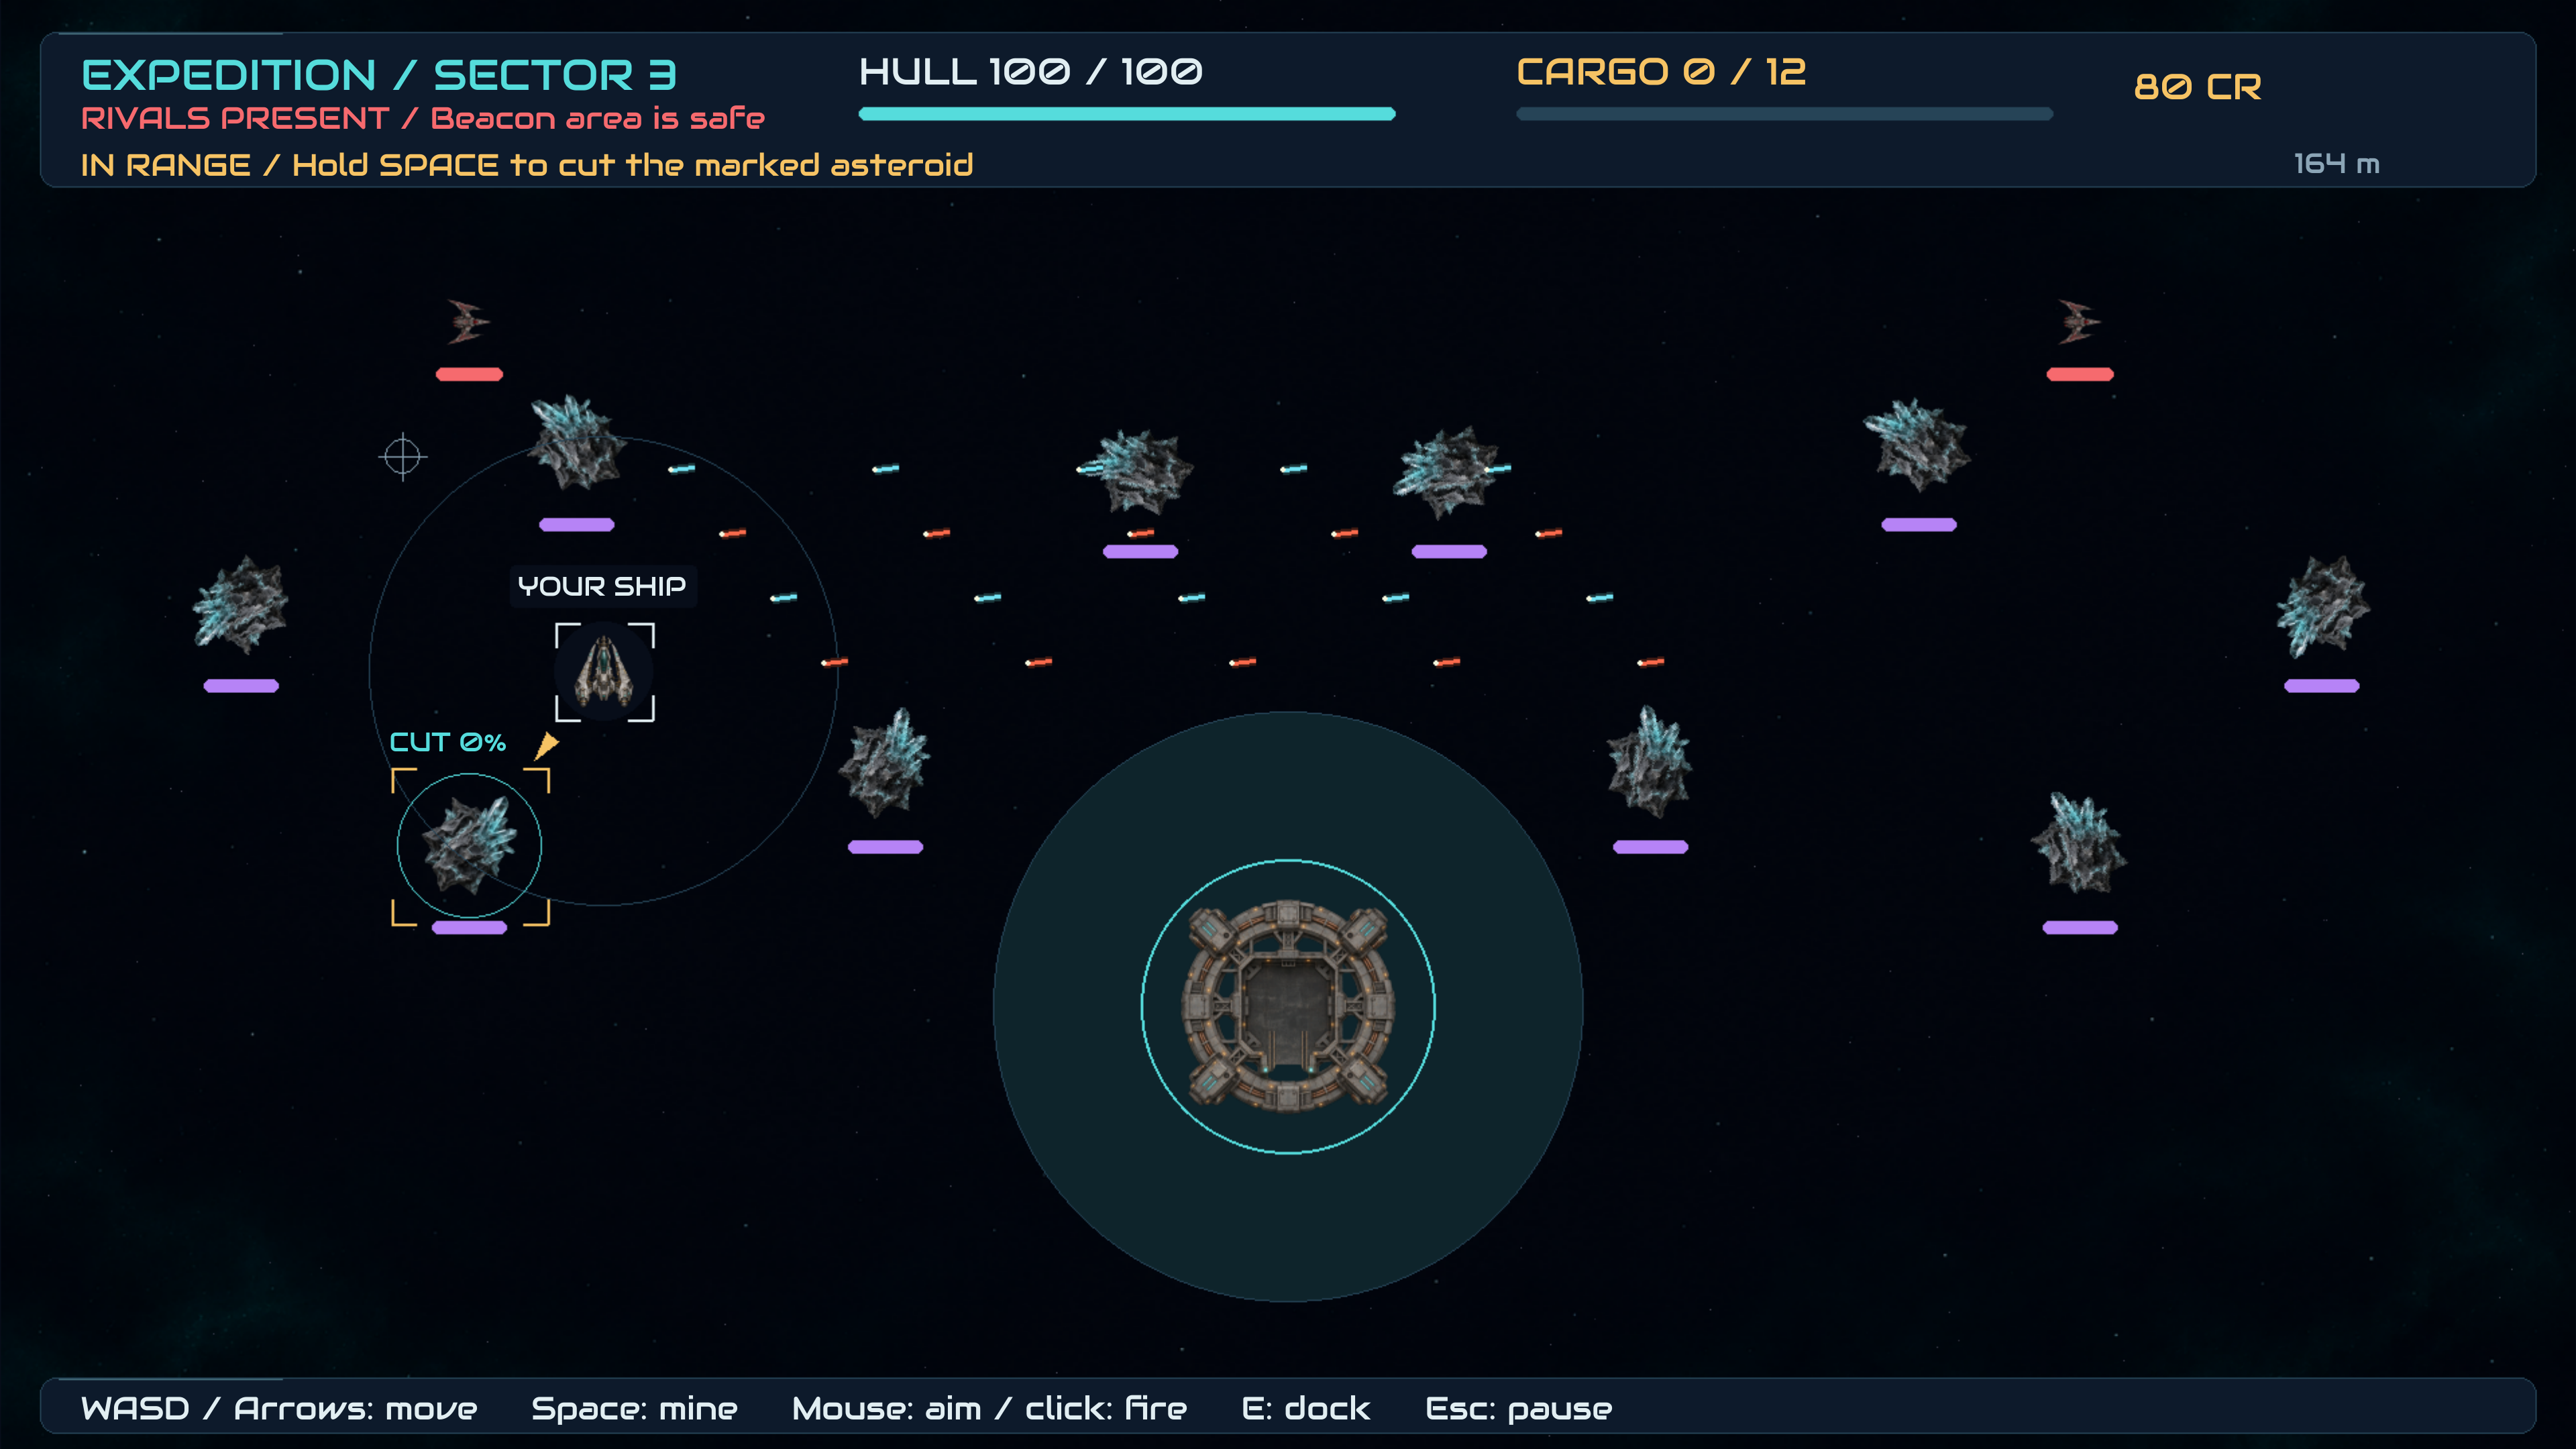 EXPEDITION / SECTOR 3
HULL 100 / 100
CARGO 0 / 12
80 CR
RIVALS PRESENT / Beacon area is safe
IN RANGE / Hold SPACE to cut the marked asteroid
164 m
YOUR SHIP
CUT 0%
WASD / Arrows: move Space: mine Mouse: aim / click: fire E: dock Esc: pause